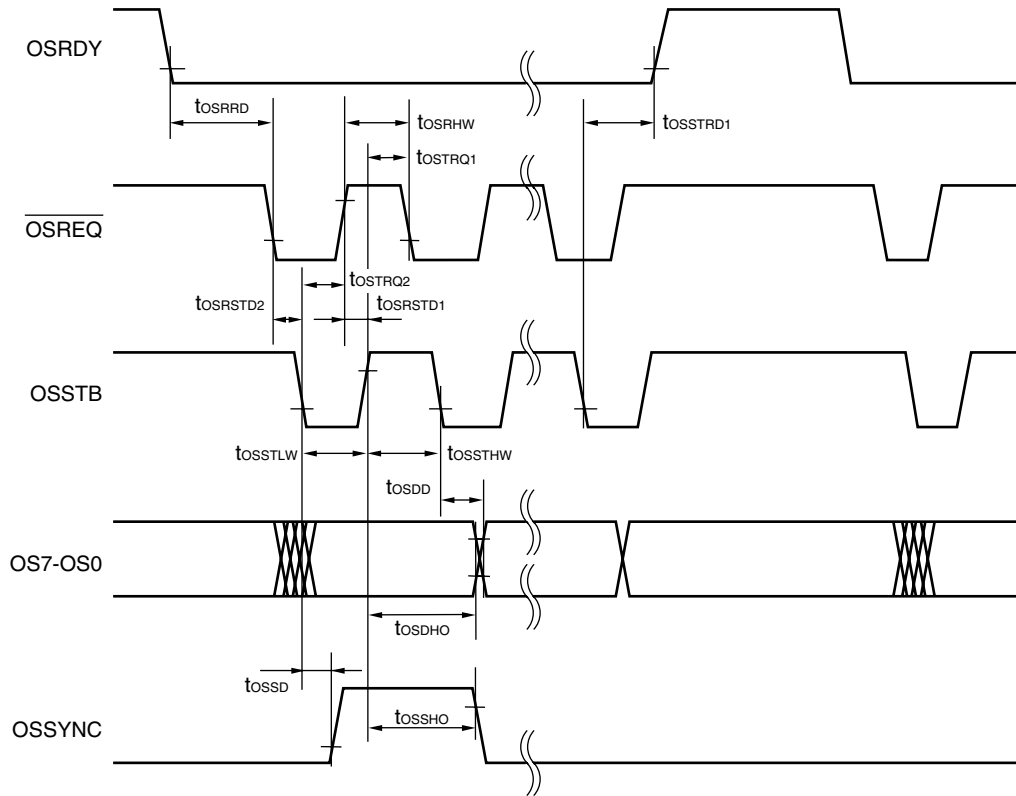 OSRDY
tOSRRD
tOSRHW
tOSSTRD1
tOSTRQ1
OSREQ
tOSTRQ2
tOSRSTD2
tOSRSTD1
OSSTB
tOSSTLW
tOSSTHW
tOSDD
OS7-OS0
tOSDHO
tOSSD
OSSYNC
tOSSHO